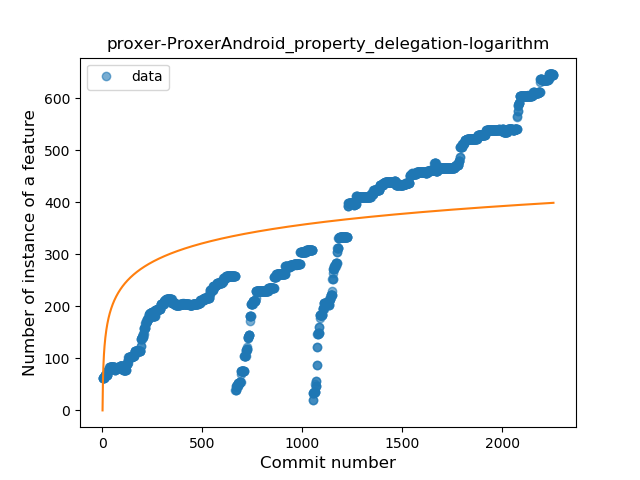 proxer-ProxerAndroid_property_delegation-logarithm
data
Number of instance of a feature
600
500
400
300
200
100
0
0 500 1000 1500 2000
Commit number